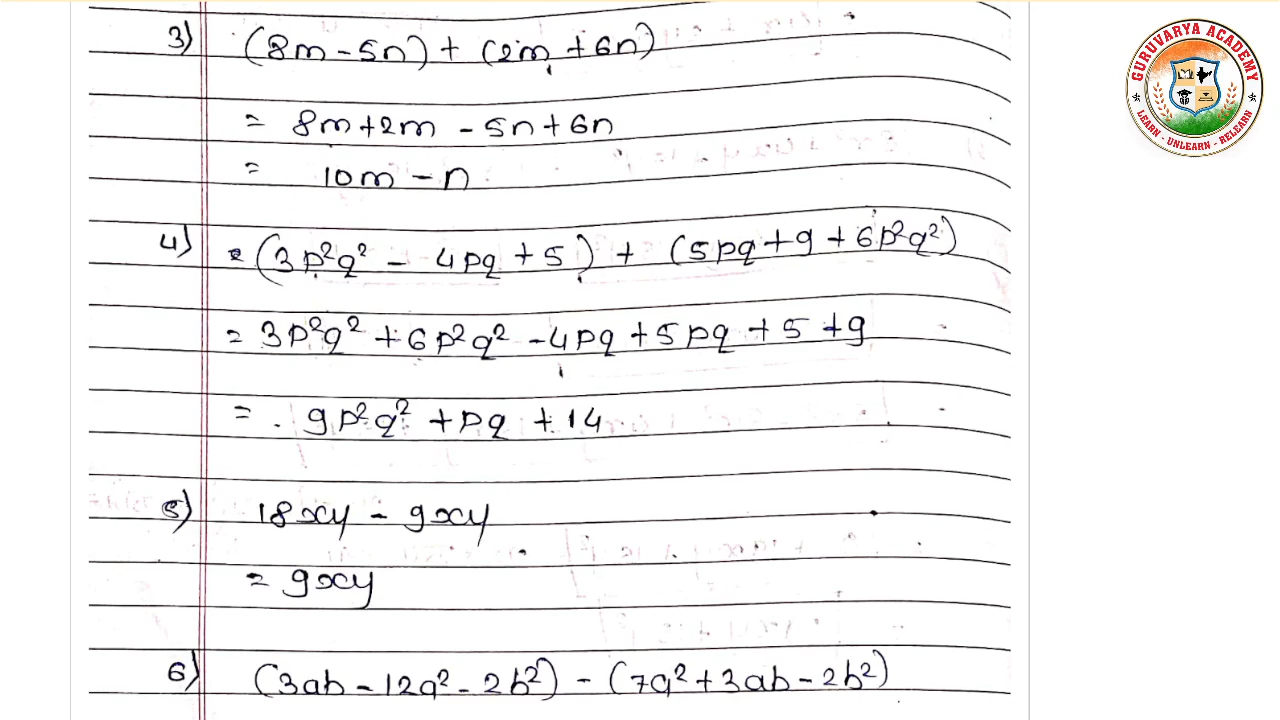 3) (8m - 5n) + (2m + 6n)
= 8m + 2m - 5n + 6n
= 10m - n
4) = (3p²q² - 4pq + 5) + (5pq + 9 + 6p²q²)
= 3p²q² + 6p²q² - 4pq + 5pq + 5 + 9
= 9p²q² + pq + 14
5) 18xy - 9xy
= 9xy
6) (3ab - 12a² - 2b²) - (7a² + 3ab - 2b²)
GURUVARYA ACADEMY
LEARN - UNLEARN - RELEARN